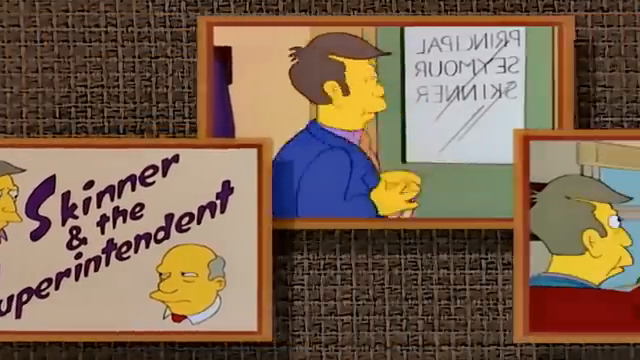 Skinner
& the
uperintendent
PRINCIPAL
SEYMOUR
SKINNER